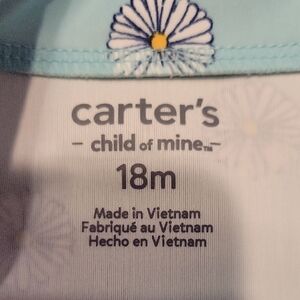 carter's
- child of mine™ -
18m
Made in Vietnam
Fabriqué au Vietnam
Hecho en Vietnam